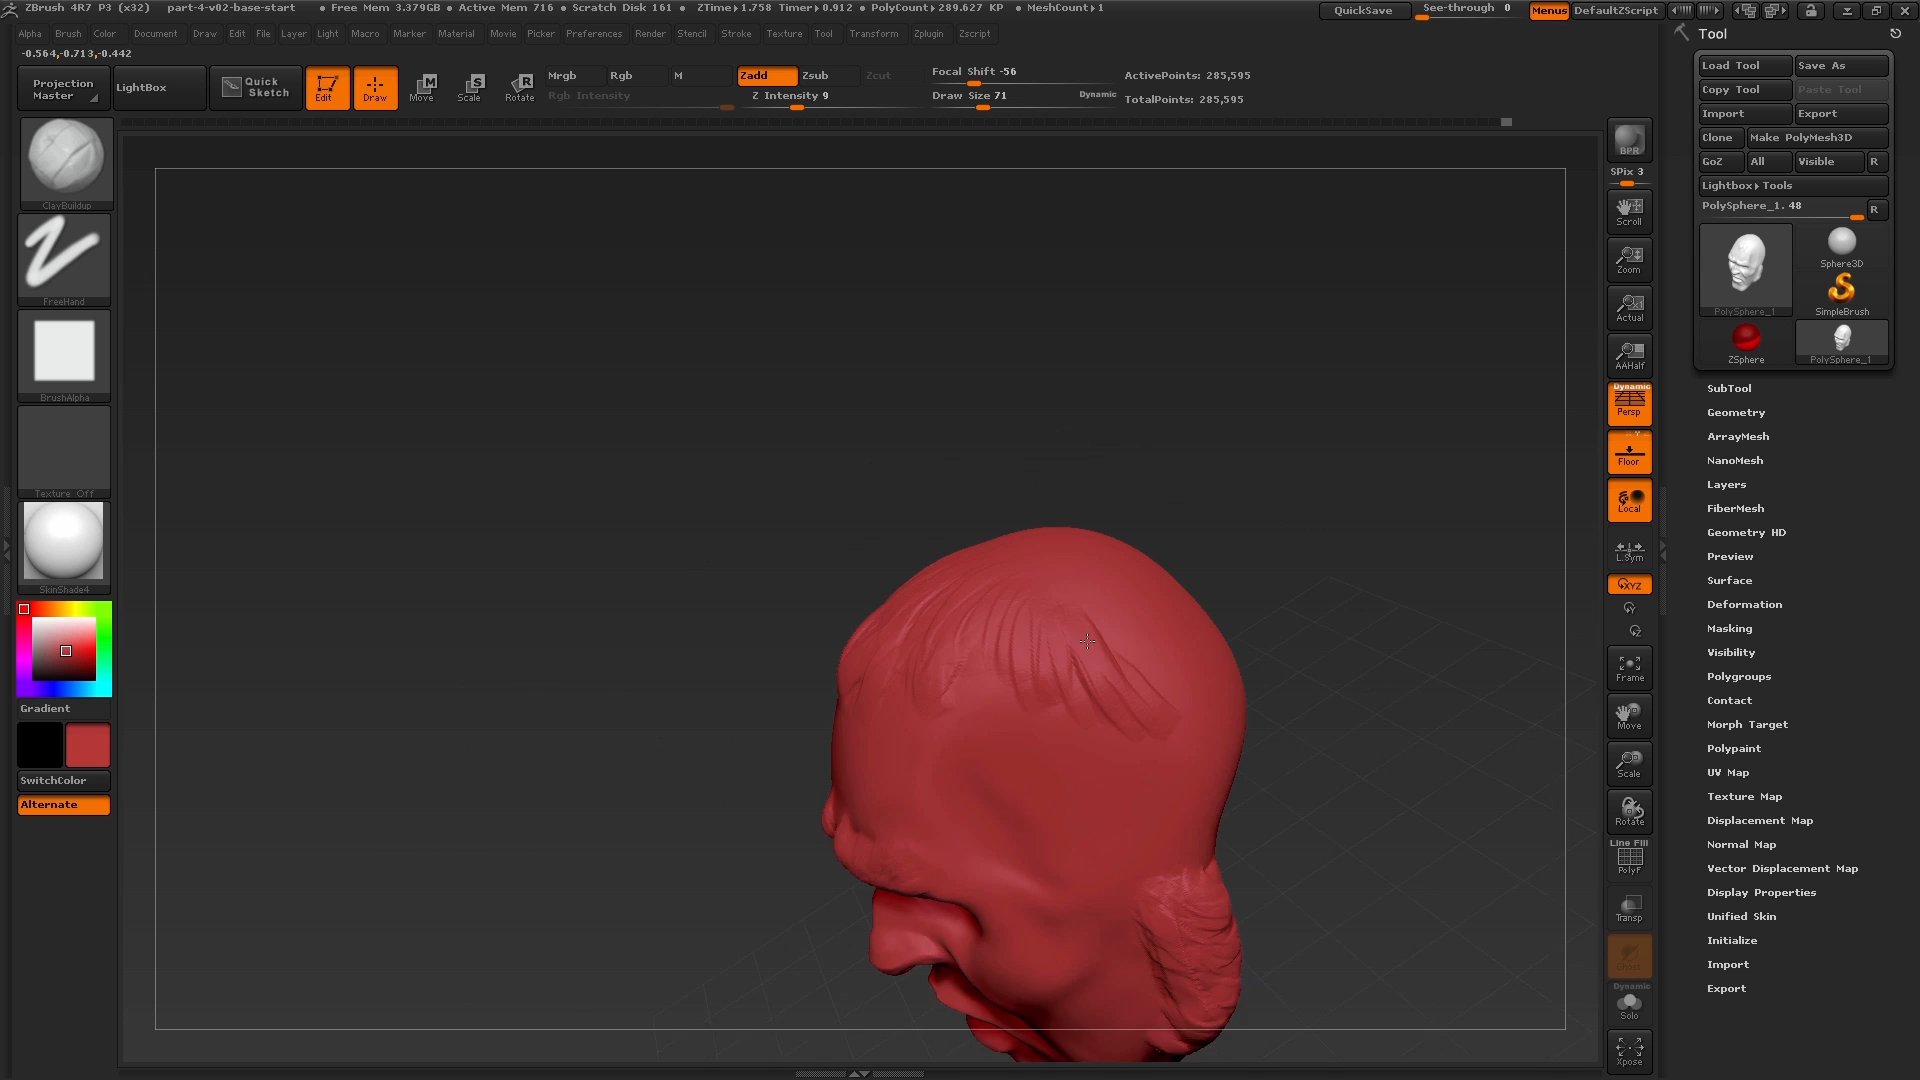 ZBrush 4R7 P3 (x32) part-4-v02-base-start • Free Mem 3.379GB • Active Mem 716 • Scratch Disk 161 • ZTime▸1.758 Timer▸0.912 • PolyCount▸289.627 KP • MeshCount▸1 QuickSave See-through 0 Menus DefaultZScript
Alpha Brush Color Document Draw Edit File Layer Light Macro Marker Material Movie Picker Preferences Render Stencil Stroke Texture Tool Transform Zplugin Zscript
-0.564,-0.713,-0.442
Projection Master
LightBox
Quick Sketch
Edit
Draw
Move
Scale
Rotate
Mrgb Rgb M
Rgb Intensity
Zadd Zsub Zcut
Z Intensity 9
Focal Shift -56
Draw Size 71 Dynamic
ActivePoints: 285,595
TotalPoints: 285,595
ClayBuildup
FreeHand
BrushAlpha
Texture Off
SkinShade4
Gradient
SwitchColor
Alternate
BPR
SPix 3
Scroll
Zoom
Actual
AAHalf
Dynamic
Persp
Floor
Local
L.Sym
XYZ
Y
Z
Frame
Move
Scale
Rotate
Line Fill
PolyF
Transp
Ghost
Dynamic
Solo
Xpose
Tool
Load Tool Save As
Copy Tool Paste Tool
Import Export
Clone Make PolyMesh3D
GoZ All Visible R
Lightbox▸Tools
PolySphere_1. 48 R
PolySphere_1
Sphere3D
SimpleBrush
ZSphere
PolySphere_1
SubTool
Geometry
ArrayMesh
NanoMesh
Layers
FiberMesh
Geometry HD
Preview
Surface
Deformation
Masking
Visibility
Polygroups
Contact
Morph Target
Polypaint
UV Map
Texture Map
Displacement Map
Normal Map
Vector Displacement Map
Display Properties
Unified Skin
Initialize
Import
Export